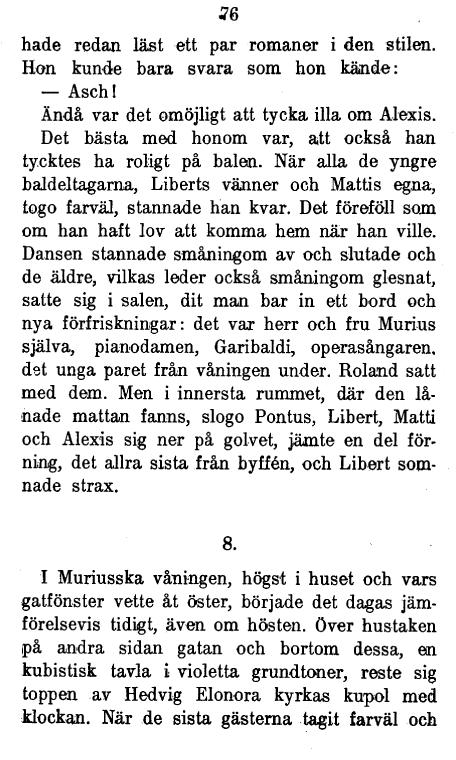 76
hade redan läst ett par romaner i den stilen.
Hon kunde bara svara som hon kände:
— Asch!
Ändå var det omöjligt att tycka illa om Alexis.
Det bästa med honom var, att också han
tycktes ha roligt på balen. När alla de yngre
baldeltagarna, Liberts vänner och Mattis egna,
togo farväl, stannade han kvar. Det föreföll som
om han haft lov att komma hem när han ville.
Dansen stannade småningom av och slutade och
de äldre, vilkas leder också småningom glesnat,
satte sig i salen, dit man bar in ett bord och
nya förfriskningar: det var herr och fru Murius
själva, pianodamen, Garibaldi, operasångaren,
det unga paret från våningen under. Roland satt
med dem. Men i innersta rummet, där den lå-
nade mattan fanns, slogo Pontus, Libert, Matti
och Alexis sig ner på golvet, jämte en del för-
ning, det allra sista från byffén, och Libert som-
nade strax.
8.
I Muriusska våningen, högst i huset och vars
gatfönster vette åt öster, började det dagas jäm-
förelsevis tidigt, även om hösten. Över hustaken
på andra sidan gatan och bortom dessa, en
kubistisk tavla i violetta grundtoner, reste sig
toppen av Hedvig Elonora kyrkas kupol med
klockan. När de sista gästerna tagit farväl och